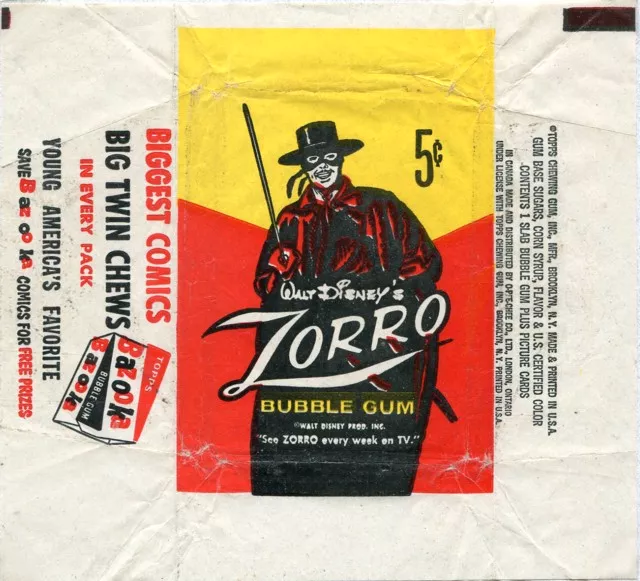 5¢
WALT DISNEY'S
ZORRO
BUBBLE GUM
©WALT DISNEY PROD. INC.
"See ZORRO every week on TV."
BIGGEST COMICS
BIG TWIN CHEWS
IN EVERY PACK
YOUNG AMERICA'S FAVORITE
SAVE Bazooka COMICS FOR FREE PRIZES
TOPPS
Bazooka
BUBBLE GUM
Bazooka
©TOPPS CHEWING GUM, INC., MFR., BROOKLYN, N.Y. MADE & PRINTED IN U.S.A.
GUM BASE SUGARS, CORN SYRUP, FLAVOR & U.S. CERTIFIED COLOR
CONTENTS 1 SLAB BUBBLE GUM PLUS PICTURE CARDS
IN CANADA MADE AND DISTRIBUTED BY O-PEE-CHEE CO., LTD., LONDON, ONTARIO
UNDER LICENSE WITH TOPPS CHEWING GUM, INC., BROOKLYN, N.Y. PRINTED IN U.S.A.